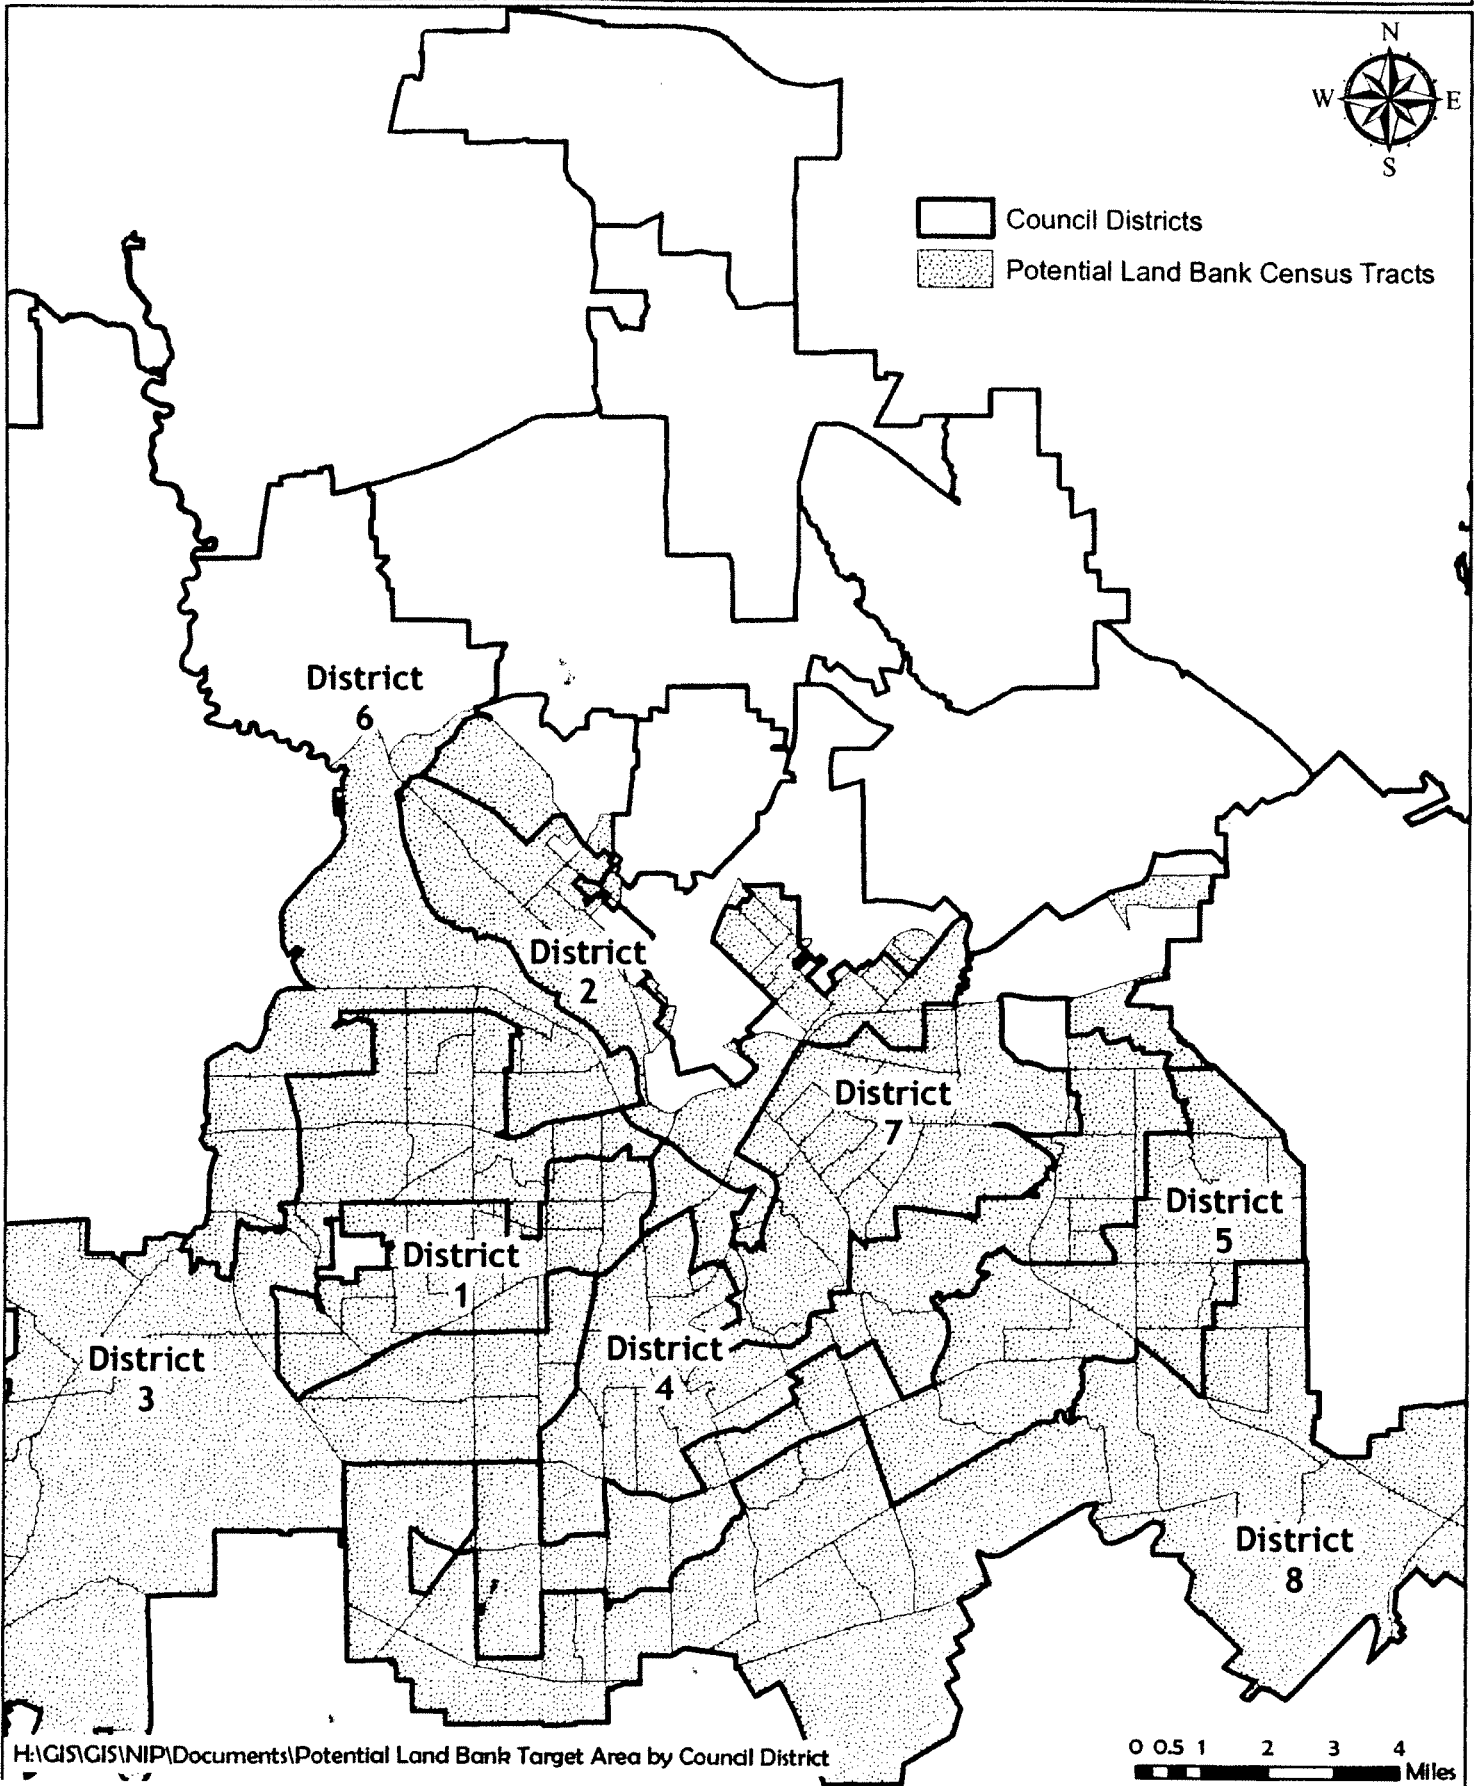 N
W E
S
Council Districts
Potential Land Bank Census Tracts
District
6
District
2
District
7
District
5
District
1
District
3
District
4
District
8
H:\GIS\GIS\NIP\Documents\Potential Land Bank Target Area by Council District
0 0.5 1 2 3 4
Miles